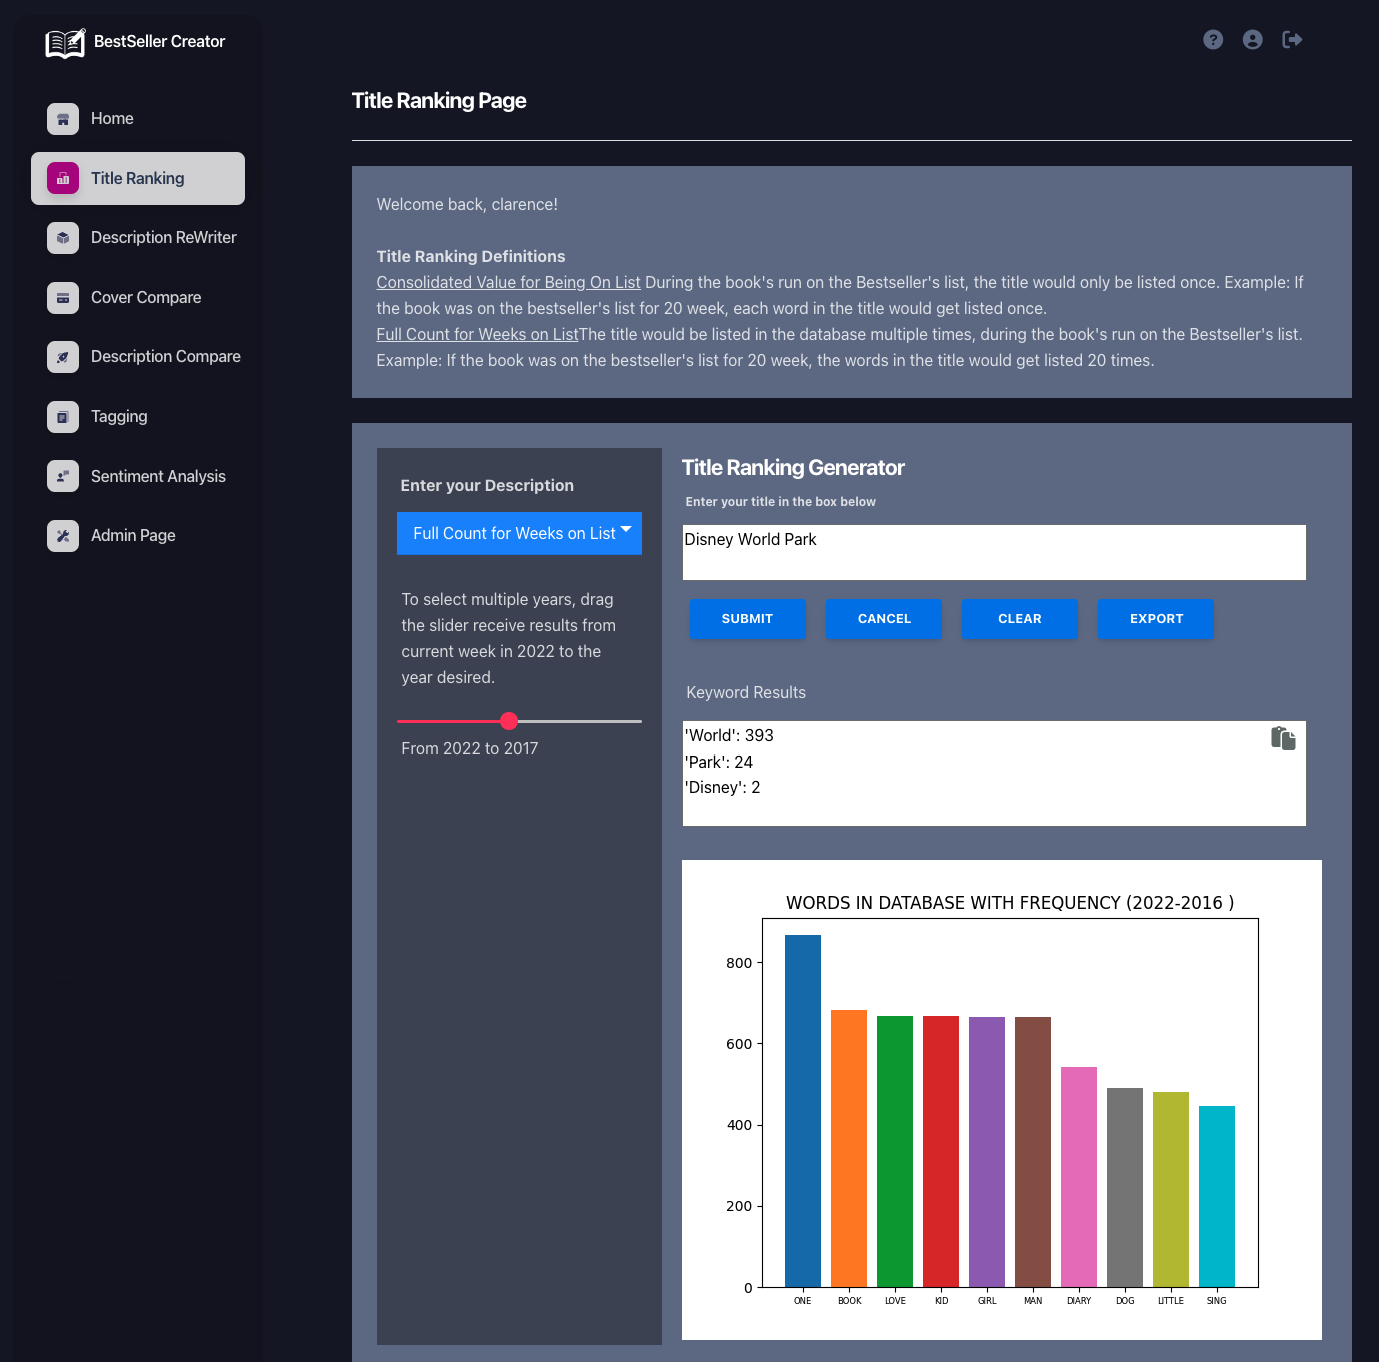 BestSeller Creator
Home
Title Ranking
Description ReWriter
Cover Compare
Description Compare
Tagging
Sentiment Analysis
Admin Page
Title Ranking Page
Welcome back, clarence!
Title Ranking Definitions
Consolidated Value for Being On List During the book's run on the Bestseller's list, the title would only be listed once. Example: If
the book was on the bestseller's list for 20 week, each word in the title would get listed once.
Full Count for Weeks on ListThe title would be listed in the database multiple times, during the book's run on the Bestseller's list.
Example: If the book was on the bestseller's list for 20 week, the words in the title would get listed 20 times.
Enter your Description
Full Count for Weeks on List
To select multiple years, drag
the slider receive results from
current week in 2022 to the
year desired.
From 2022 to 2017
Title Ranking Generator
Enter your title in the box below
Disney World Park
SUBMIT CANCEL CLEAR EXPORT
Keyword Results
'World': 393
'Park': 24
'Disney': 2
WORDS IN DATABASE WITH FREQUENCY (2022-2016 )
800
600
400
200
0
ONE BOOK LOVE KID GIRL MAN DIARY DOG LITTLE SING